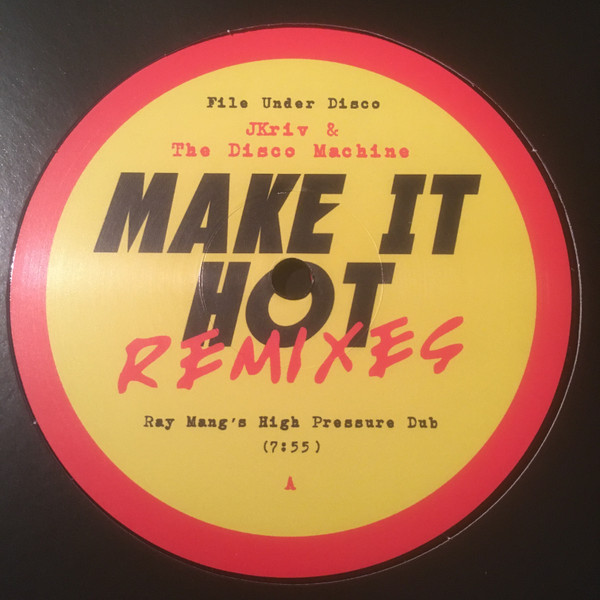 File Under Disco
JKriv &
The Disco Machine
MAKE IT
HOT
REMIXES
Ray Mang's High Pressure Dub
(7:55)
A